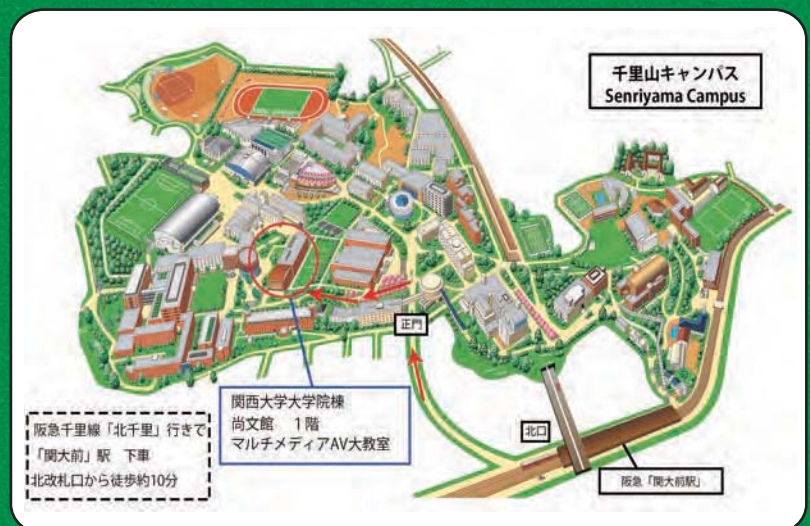 千里山キャンパス
Senriyama Campus
正門
関西大学大学院棟
尚文館　1階
マルチメディアAV大教室
北口
阪急千里線「北千里」行きで
「関大前」駅　下車
北改札口から徒歩約10分
阪急「関大前駅」